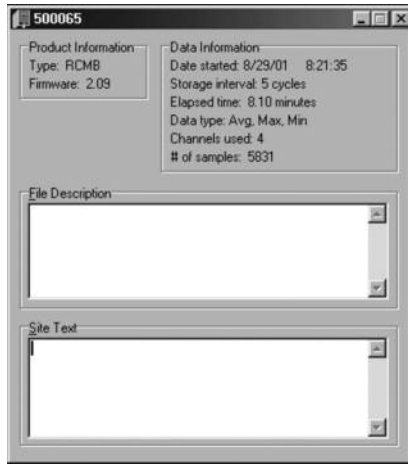 500065
Product Information
Type: RCMB
Firmware: 2.09
Data Information
Date started: 8/29/01 8:21:35
Storage interval: 5 cycles
Elapsed time: 8.10 minutes
Data type: Avg, Max, Min
Channels used: 4
# of samples: 5831
File Description
Site Text